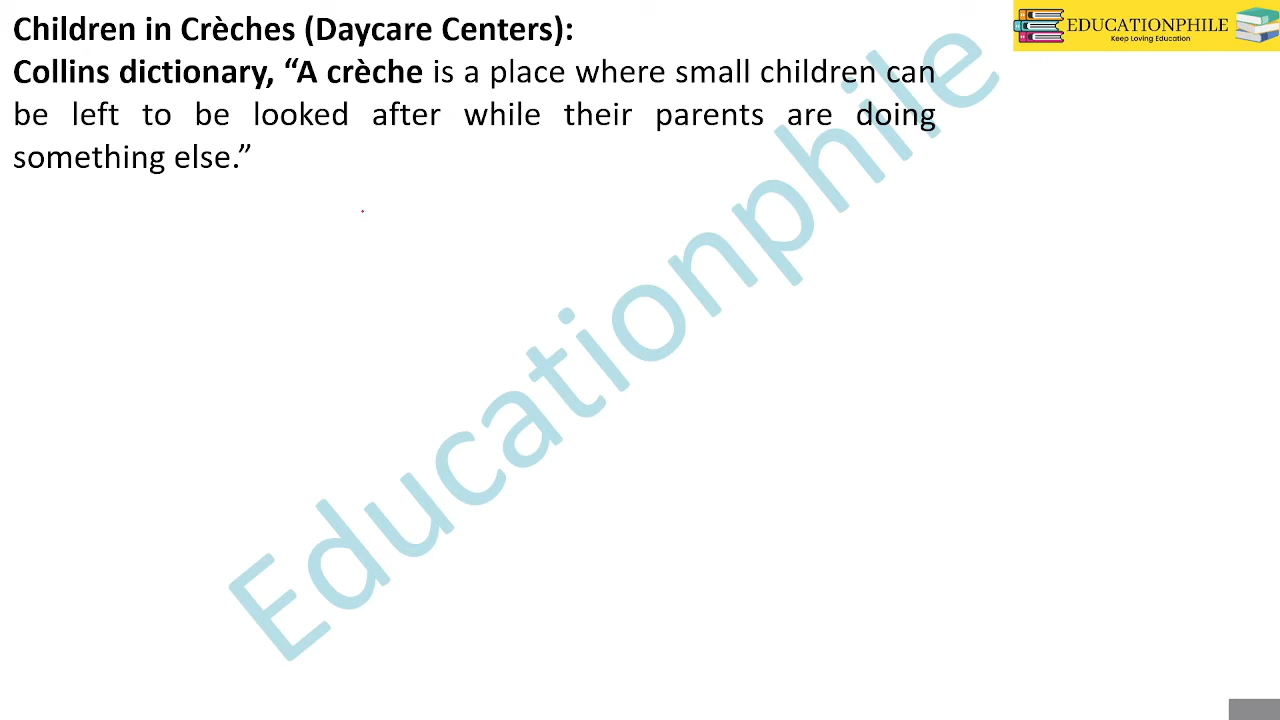 Children in Crèches (Daycare Centers):
Collins dictionary, “A crèche is a place where small children can
be left to be looked after while their parents are doing
something else.”
EDUCATIONPHILE
Keep Loving Education
Educationphile